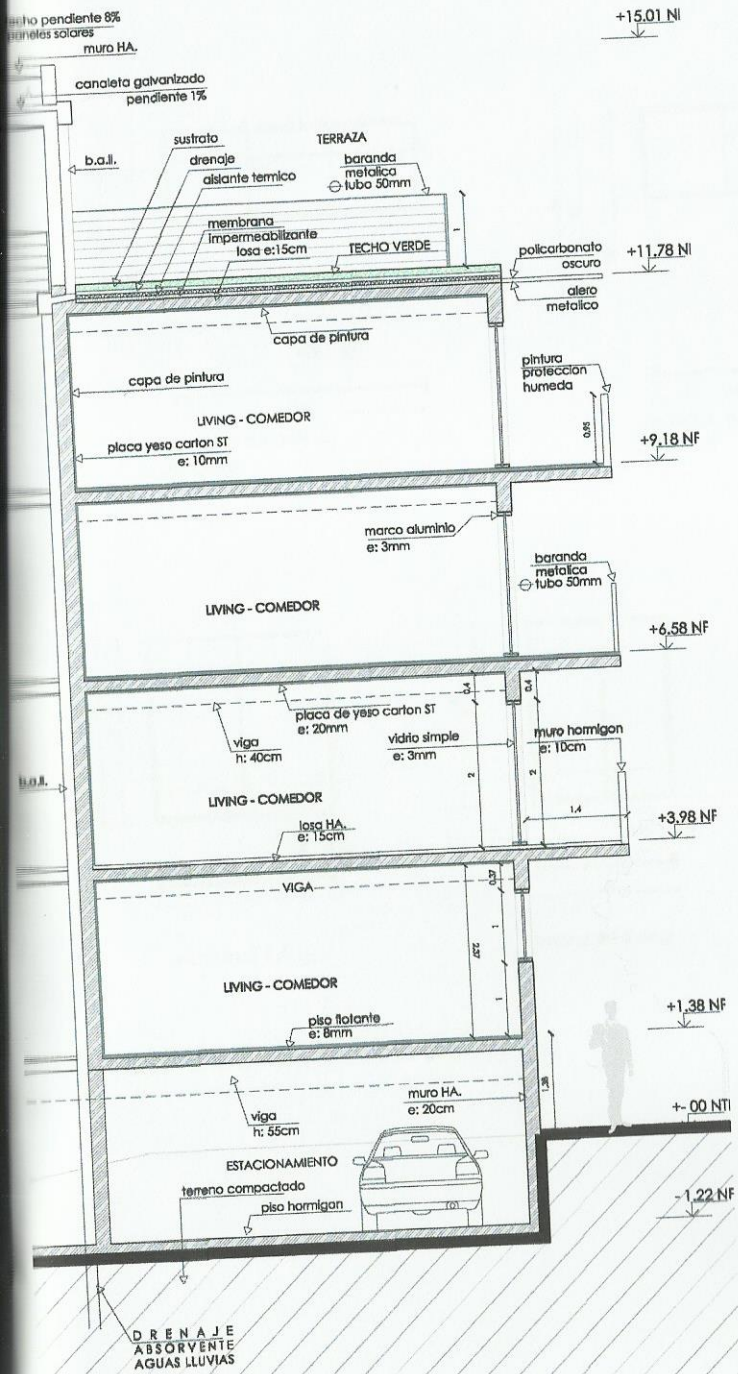 pendiente 8%
solares
muro HA.
canaleta galvanizado
pendiente 1%
+15.01 NI
sustrato
drenaje
aislante termico
b.a.ll.
TERRAZA
baranda
metalica
tubo 50mm
1
membrana
impermeabilizante
losa e:15cm
TECHO VERDE
policarbonato
oscuro
alero
metalico
+11.78 NI
capa de pintura
capa de pintura
LIVING - COMEDOR
placa yeso carton ST
e: 10mm
pintura
proteccion
humeda
0,95
+9.18 NF
marco aluminio
e: 3mm
LIVING - COMEDOR
baranda
metalica
tubo 50mm
+6.58 NF
placa de yeso carton ST
e: 20mm
0,4
0,4
viga
h: 40cm
vidrio simple
e: 3mm
muro hormigon
e: 10cm
2
2
b.a.ll.
LIVING - COMEDOR
1,4
losa HA.
e: 15cm
+3.98 NF
VIGA
0,37
2,37
1
1
LIVING - COMEDOR
piso flotante
e: 8mm
+1.38 NF
1,38
viga
h: 55cm
muro HA.
e: 20cm
+- 00 NTI
ESTACIONAMIENTO
terreno compactado
piso hormigon
-1.22 NF
DRENAJE
ABSORVENTE
AGUAS LLUVIAS